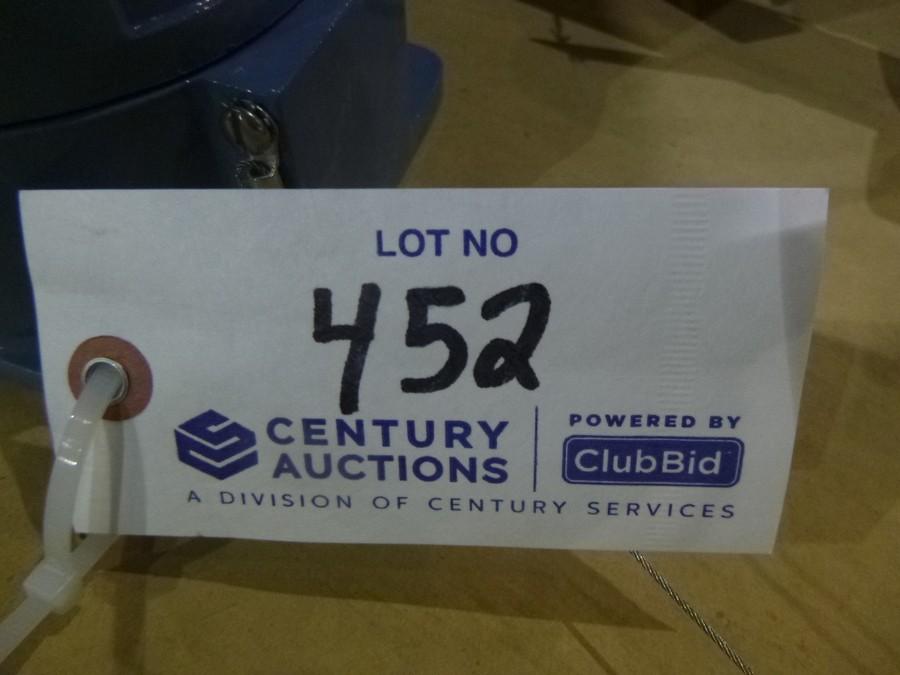 LOT NO
452
CENTURY
AUCTIONS
POWERED BY
ClubBid
A DIVISION OF CENTURY SERVICES